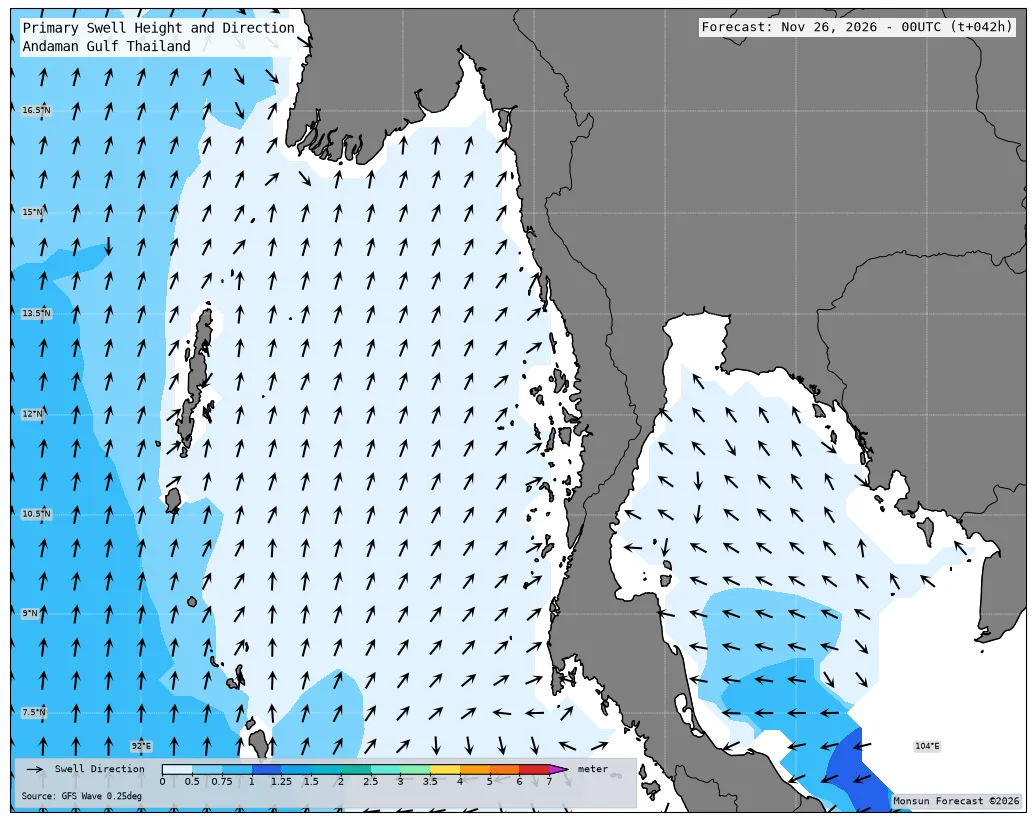 Primary Swell Height and Direction
Andaman Gulf Thailand
Forecast: Nov 26, 2026 - 00UTC (t+042h)
16.5°N
15°N
13.5°N
12°N
10.5°N
9°N
7.5°N
92°E
104°E
Swell Direction
0 0.5 0.75 1 1.25 1.5 2 2.5 3 3.5 4 5 6 7
meter
Source: GFS Wave 0.25deg
Monsun Forecast ©2026